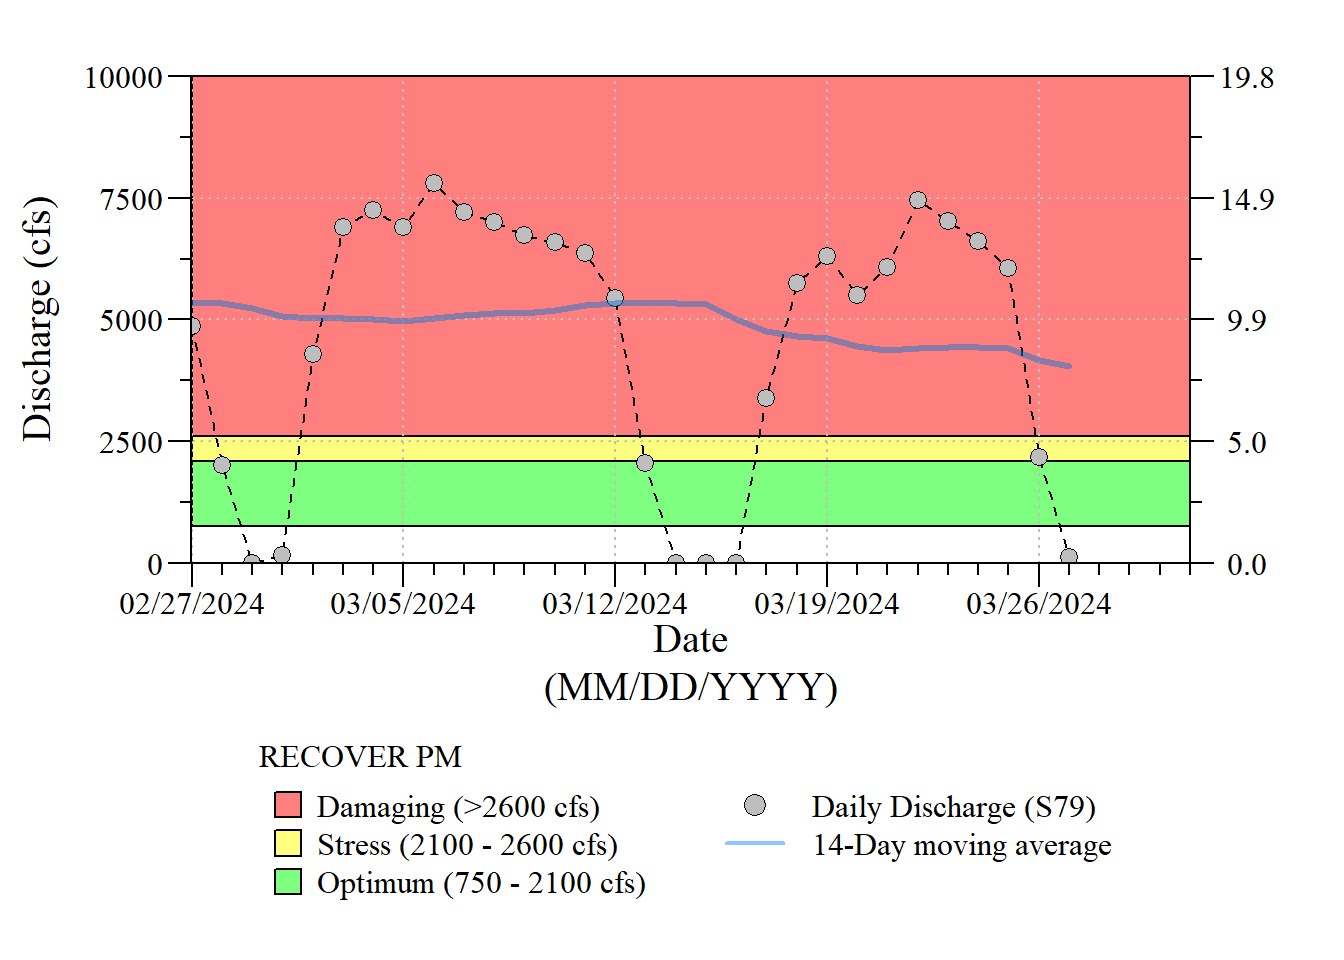 10000
7500
5000
2500
0
Discharge (cfs)
19.8
14.9
9.9
5.0
0.0
02/27/2024 03/05/2024 03/12/2024 03/19/2024 03/26/2024
Date
(MM/DD/YYYY)
RECOVER PM
Damaging (>2600 cfs)
Stress (2100 - 2600 cfs)
Optimum (750 - 2100 cfs)
Daily Discharge (S79)
14-Day moving average